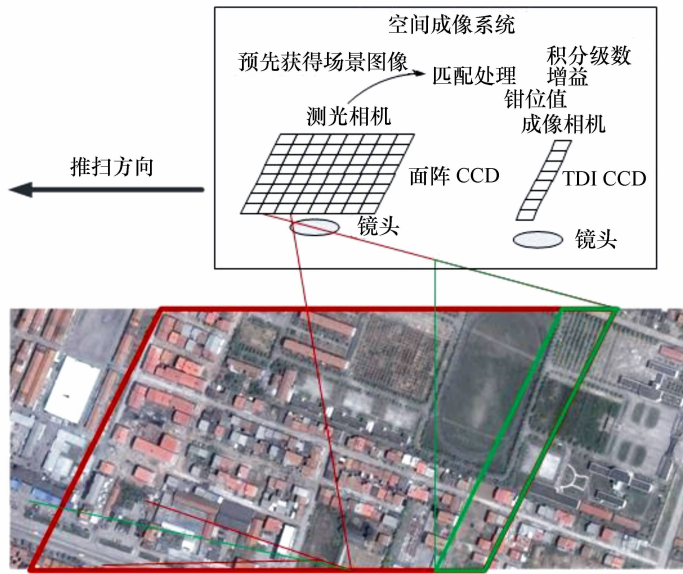 空间成像系统
预先获得场景图像
匹配处理
积分级数
增益
钳位值
测光相机
成像相机
推扫方向
面阵 CCD
TDI CCD
镜头
镜头